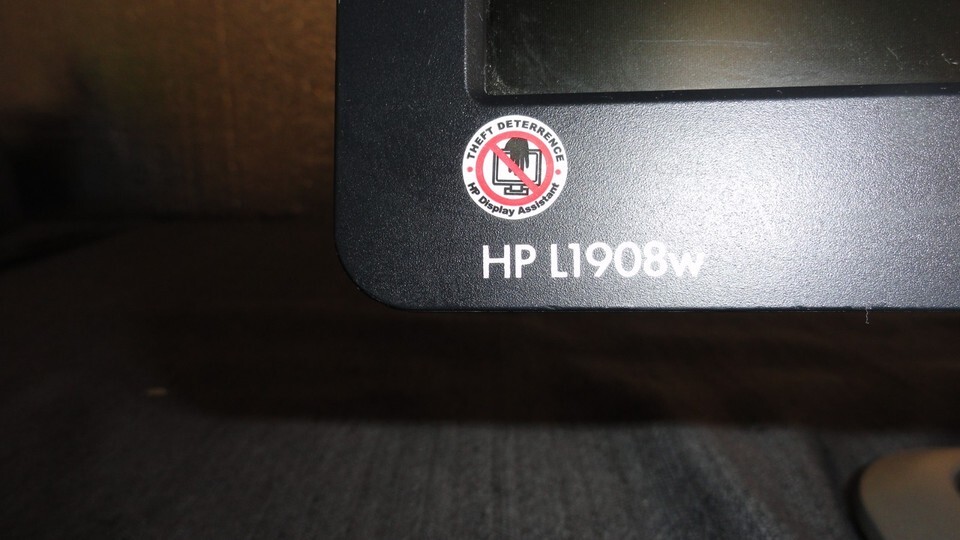 THEFT DETERRENCE
HP Display Assistant
HP L1908w